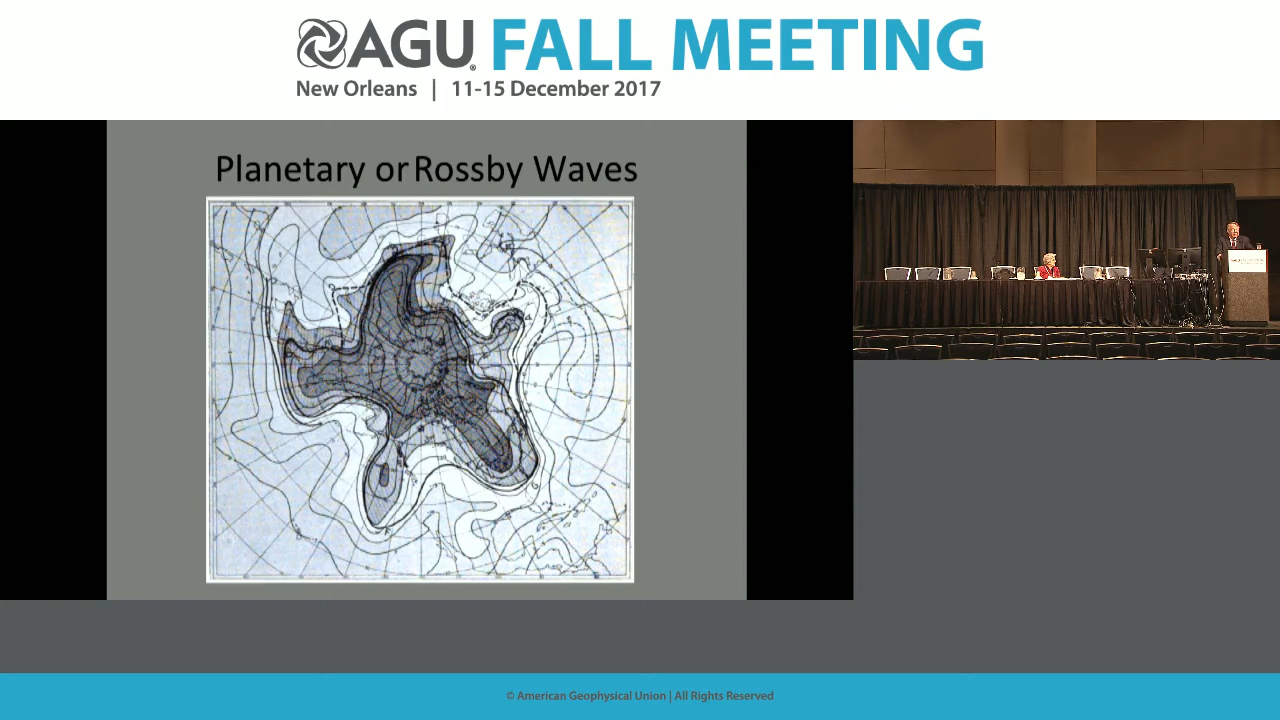 AGU FALL MEETING
New Orleans | 11-15 December 2017
Planetary or Rossby Waves
© American Geophysical Union | All Rights Reserved